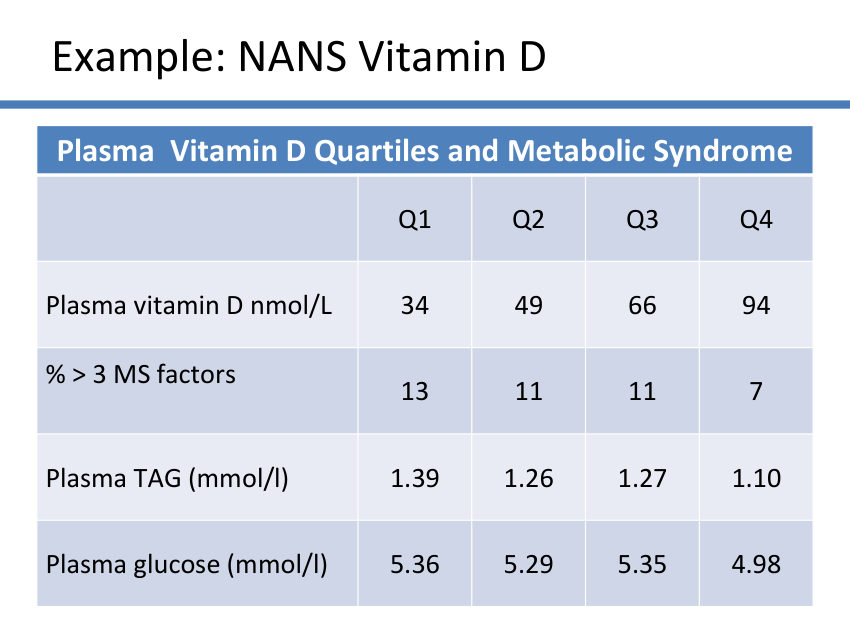 Example: NANS Vitamin D
Plasma  Vitamin D Quartiles and Metabolic Syndrome
Q1 Q2 Q3 Q4
Plasma vitamin D nmol/L 34 49 66 94
% > 3 MS factors 13 11 11 7
Plasma TAG (mmol/l) 1.39 1.26 1.27 1.10
Plasma glucose (mmol/l) 5.36 5.29 5.35 4.98